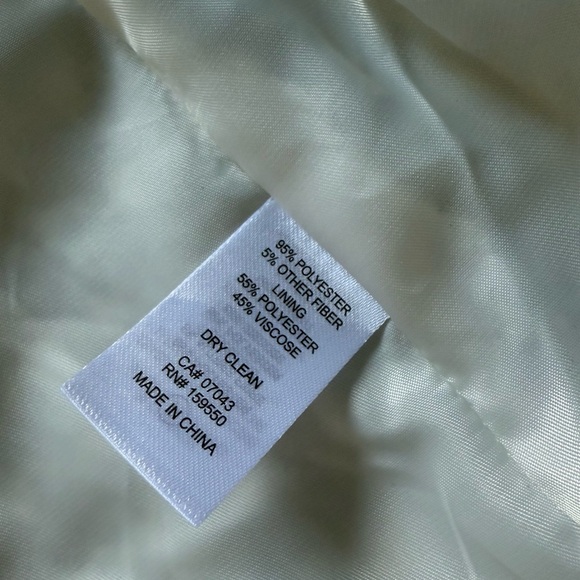 95% POLYESTER
5% OTHER FIBER
LINING
55% POLYESTER
45% VISCOSE
DRY CLEAN
CA# 07043
RN# 159550
MADE IN CHINA